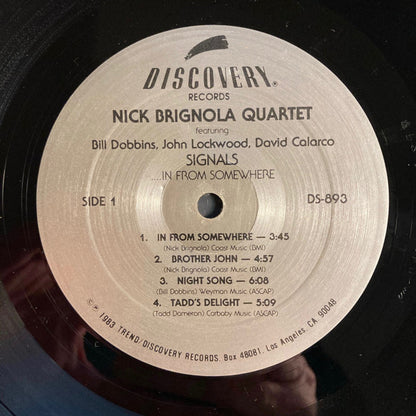 DISCOVERY®
RECORDS
NICK BRIGNOLA QUARTET
featuring
Bill Dobbins, John Lockwood, David Calarco
SIGNALS
....IN FROM SOMEWHERE
SIDE 1
DS-893
1. IN FROM SOMEWHERE — 3:45
(Nick Brignola) Coast Music (BMI)
2. BROTHER JOHN — 4:57
(Nick Brignola) Coast Music (BMI)
3. NIGHT SONG — 6:08
(Bill Dobbins) Weyman Music (ASCAP)
4. TADD'S DELIGHT — 5:09
(Tadd Dameron) Carbaby Music (ASCAP)
©℗ 1983 TREND/DISCOVERY RECORDS. Box 48081, Los Angeles, CA. 90048